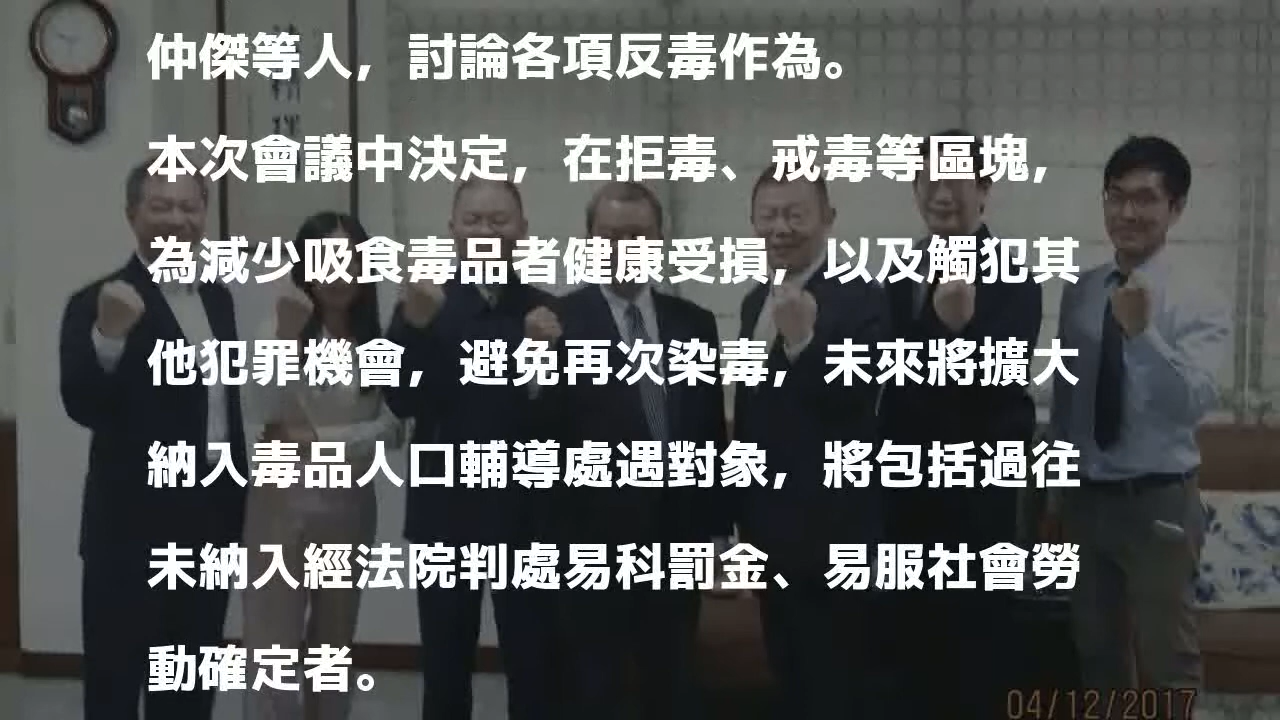 仲傑等人，討論各項反毒作為。
本次會議中決定，在拒毒、戒毒等區塊，
為減少吸食毒品者健康受損，以及觸犯其
他犯罪機會，避免再次染毒，未來將擴大
納入毒品人口輔導處遇對象，將包括過往
未納入經法院判處易科罰金、易服社會勞
動確定者。
04/12/2017